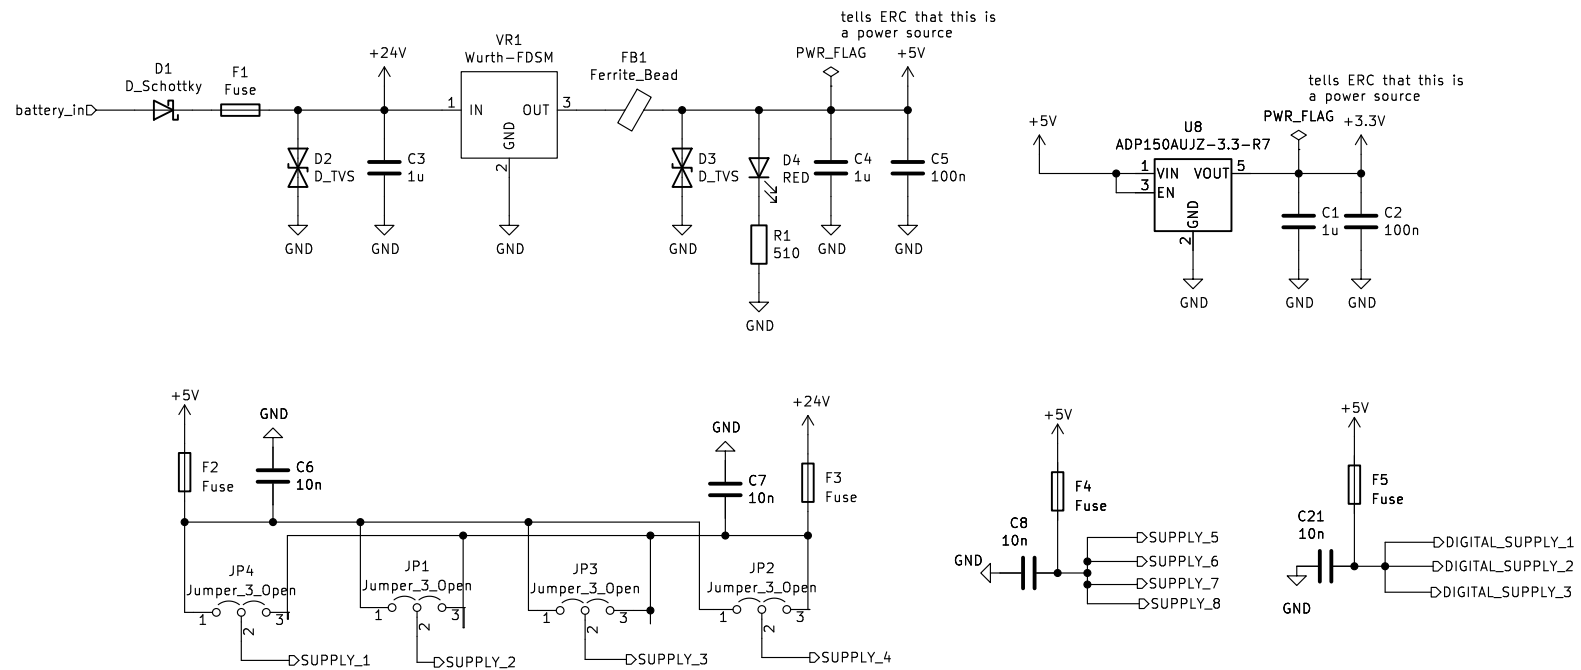 tells ERC that this is
a power source
VR1
Wurth-FDSM
+24V
FB1
Ferrite_Bead
PWR_FLAG
+5V
D1
D_Schottky
F1
Fuse
battery_in
1
IN
OUT
3
GND
2
D2
D_TVS
C3
1u
D3
D_TVS
D4
RED
C4
1u
C5
100n
R1
510
GND
GND
GND
GND
GND
GND
GND
tells ERC that this is
a power source
PWR_FLAG
+3.3V
+5V
U8
ADP150AUJZ-3.3-R7
1
VIN
VOUT
5
3
EN
GND
2
C1
1u
C2
100n
GND
GND
GND
+5V
GND
F2
Fuse
C6
10n
+24V
GND
C7
10n
F3
Fuse
JP4
Jumper_3_Open
1
3
2
SUPPLY_1
JP1
Jumper_3_Open
1
3
2
SUPPLY_2
JP3
Jumper_3_Open
1
3
2
SUPPLY_3
JP2
Jumper_3_Open
1
3
2
SUPPLY_4
+5V
F4
Fuse
C8
10n
GND
SUPPLY_5
SUPPLY_6
SUPPLY_7
SUPPLY_8
+5V
F5
Fuse
C21
10n
GND
DIGITAL_SUPPLY_1
DIGITAL_SUPPLY_2
DIGITAL_SUPPLY_3